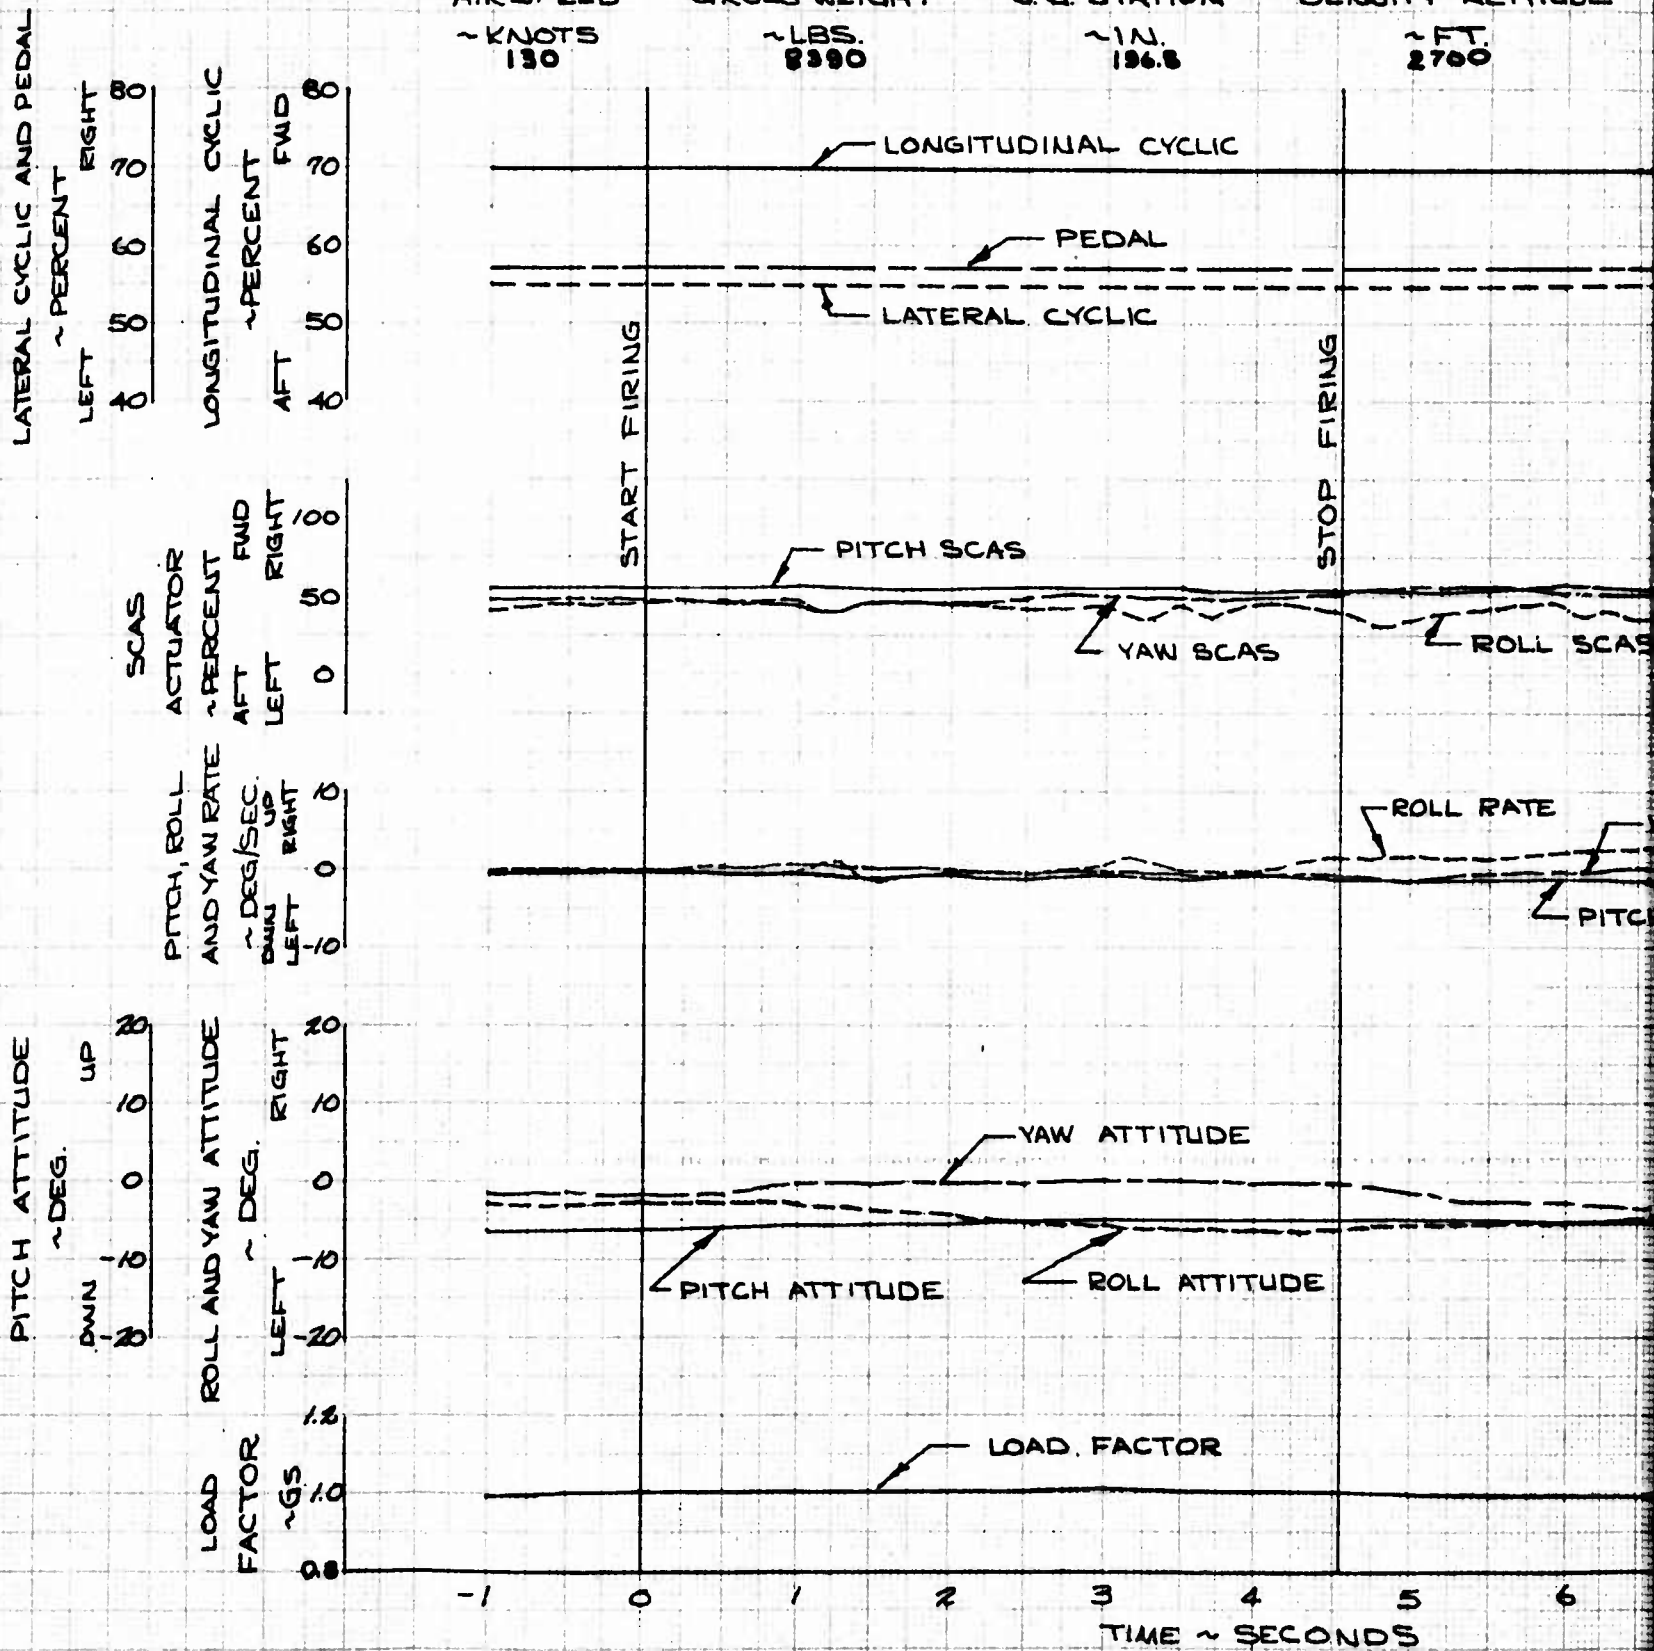 ~KNOTS ~LBS. ~IN. ~FT.
130 8390 196.8 2700
LATERAL CYCLIC AND PEDAL
~PERCENT
LEFT RIGHT
80
70
60
50
40
LONGITUDINAL CYCLIC
~PERCENT
AFT FWD
80
70
60
50
40
LONGITUDINAL CYCLIC
PEDAL
LATERAL CYCLIC
START FIRING
STOP FIRING
SCAS
ACTUATOR
~PERCENT
AFT FWD
LEFT RIGHT
100
50
0
PITCH SCAS
YAW SCAS
ROLL SCAS
PITCH, ROLL
AND YAW RATE
~DEG/SEC.
DWN UP
LEFT RIGHT
10
0
-10
ROLL RATE
PITCH ATTITUDE
~DEG.
DWN UP
20
10
0
-10
-20
ROLL AND YAW ATTITUDE
~DEG.
LEFT RIGHT
20
10
0
-10
-20
YAW ATTITUDE
PITCH ATTITUDE
ROLL ATTITUDE
LOAD
FACTOR
~GS
1.2
1.0
0.8
LOAD FACTOR
-1 0 1 2 3 4 5 6
TIME ~ SECONDS